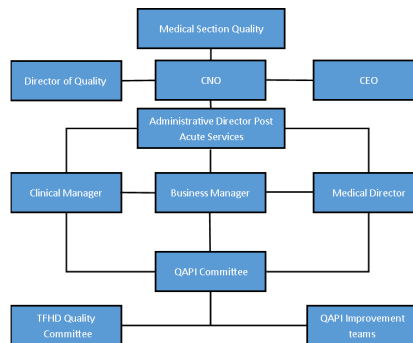 Medical Section Quality
Director of Quality
CNO
CEO
Administrative Director Post
Acute Services
Clinical Manager
Business Manager
Medical Director
QAPI Committee
TFHD Quality
Committee
QAPI Improvement
teams